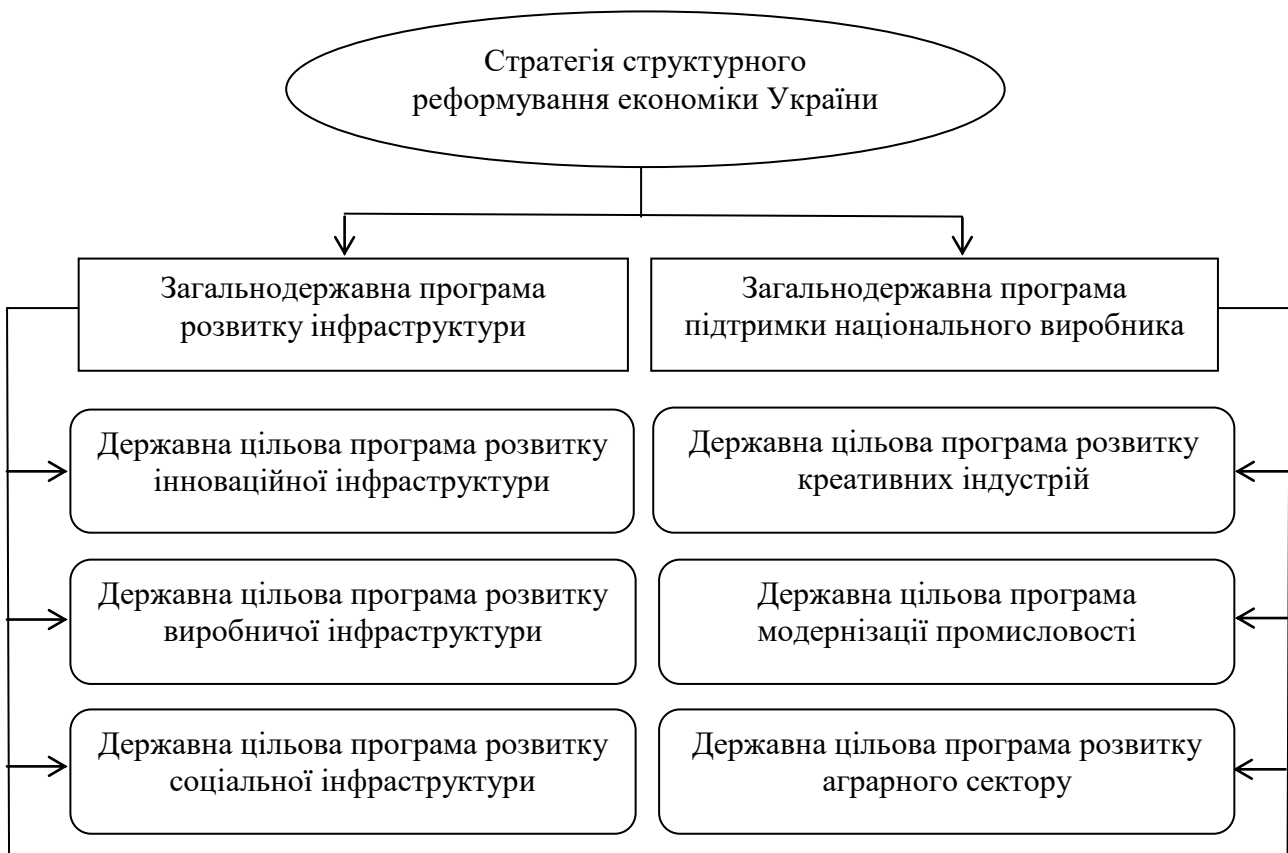 Стратегія структурного
реформування економіки України
Загальнодержавна програма
розвитку інфраструктури
Загальнодержавна програма
підтримки національного виробника
Державна цільова програма розвитку
інноваційної інфраструктури
Державна цільова програма розвитку
креативних індустрій
Державна цільова програма розвитку
виробничої інфраструктури
Державна цільова програма
модернізації промисловості
Державна цільова програма розвитку
соціальної інфраструктури
Державна цільова програма розвитку
аграрного сектору